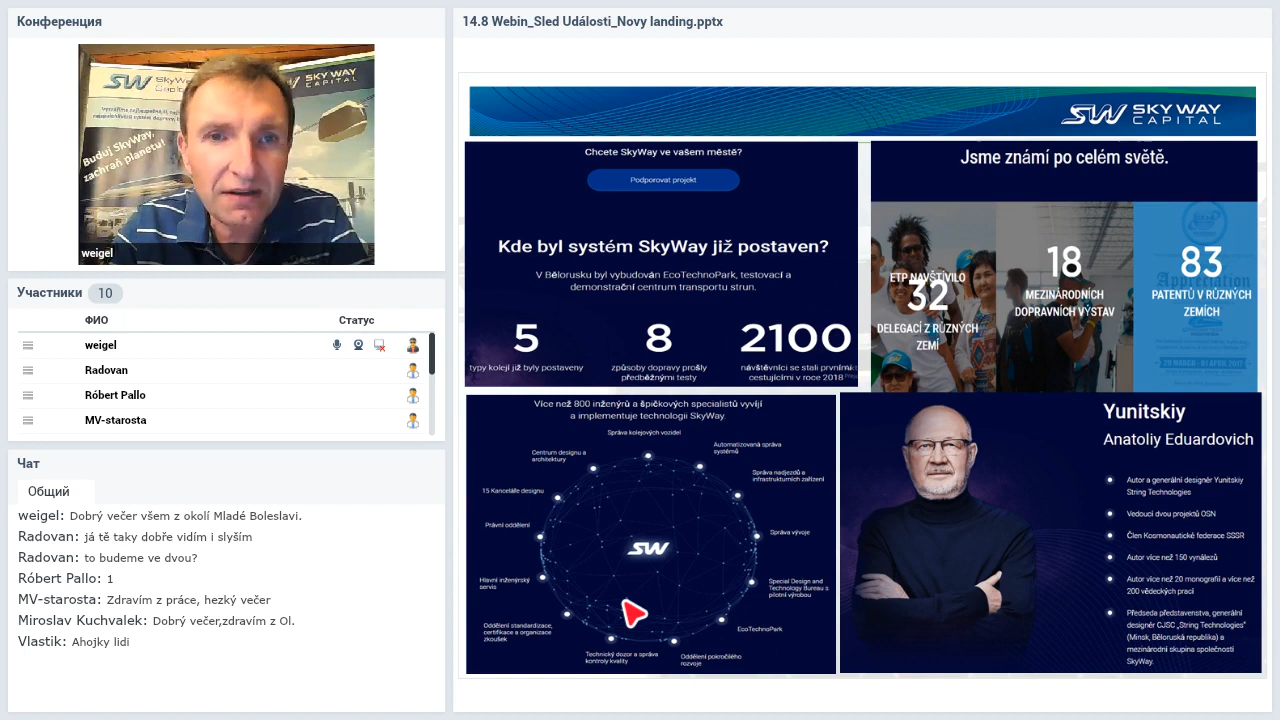 Конференция
SKY WAY
CAPITAL
Buduj SkyWay,
zachraň planetu!
weigel
Участники 10
ФИО Статус
weigel
Radovan
Róbert Pallo
MV-starosta
Чат
Общий
weigel: Dobrý večer všem z okolí Mladé Boleslavi.
Radovan: já tě taky dobře vidím i slyším
Radovan: to budeme ve dvou?
Róbert Pallo: 1
MV-starosta: Zdravím z práce, hezký večer
Miroslav Kuchvalek: Dobrý večer,zdravím z Ol.
Vlastik: Ahojky lidi
14.8 Webin_Sled Události_Novy landing.pptx
SW SKY WAY
CAPITAL
Chcete SkyWay ve vašem městě?
Podporovat projekt
Kde byl systém SkyWay již postaven?
V Bělorusku byl vybudován EcoTechnoPark, testovací a
demonstrační centrum transportu strun.
5
typy kolejí již byly postaveny
8
způsoby dopravy prošly
předběžnými testy
2100
návštěvníci se stali prvními
cestujícími v roce 2018
Jsme známí po celém světě.
ETP NAVŠTÍVILO
32
DELEGACÍ Z RŮZNÝCH
ZEMÍ
18
MEZINÁRODNÍCH
DOPRAVNÍCH VÝSTAV
83
PATENTŮ V RŮZNÝCH
ZEMÍCH
Appreciation
Více než 800 inženýrů a špičkových specialistů vyvíjí
a implementuje technologii SkyWay.
Správa kolejových vozidel
Automatizovaná správa
systémů
Správa nadjezdů a
infrastrukturních zařízení
Správa vývoje
Special Design and
Technology Bureau s
pilotní výrobou
EcoTechnoPark
Oddělení pokročilého
rozvoje
Technický dozor a správa
kontroly kvality
Oddělení standardizace,
certifikace a organizace
zkoušek
Hlavní inženýrský
servis
Právní oddělení
15 Kanceláře designu
Centrum designu a
architektury
SW
Yunitskiy
Anatoliy Eduardovich
Autor a generální designér Yunitskiy
String Technologies
Vedoucí dvou projektů OSN
Člen Kosmonautické federace SSSR
Autor více než 150 vynálezů
Autor více než 20 monografií a více než
200 vědeckých prací
Předseda představenstva, generální
designér CJSC „String Technologies"
(Minsk, Běloruská republika) a
mezinárodní skupina společností
SkyWay.